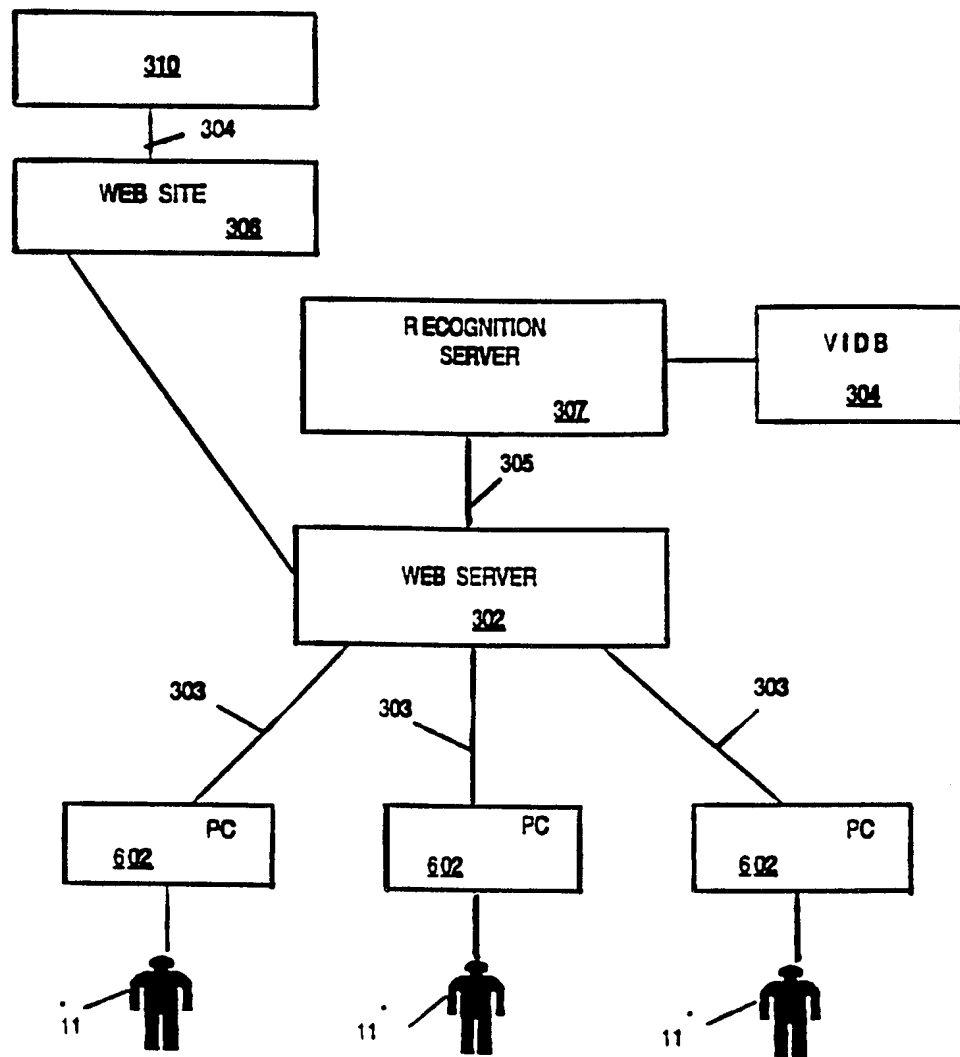 310
304
WEB SITE
306
RECOGNITION
SERVER
307
VIDB
304
305
WEB SERVER
302
303
303
303
PC
602
PC
602
PC
602
11
11
11